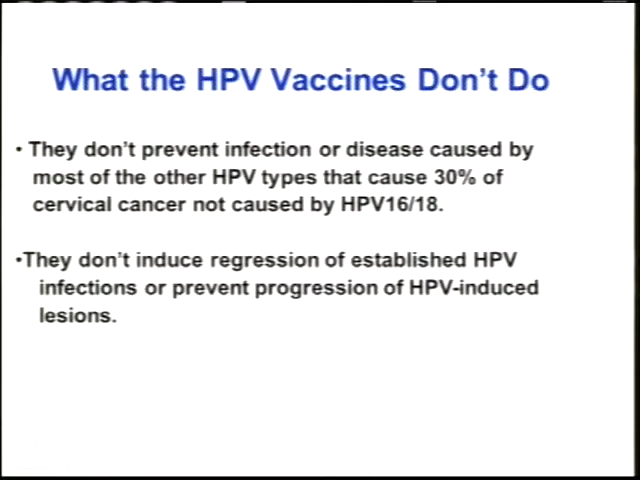 What the HPV Vaccines Don't Do
• They don't prevent infection or disease caused by
most of the other HPV types that cause 30% of
cervical cancer not caused by HPV16/18.
•They don't induce regression of established HPV
infections or prevent progression of HPV-induced
lesions.